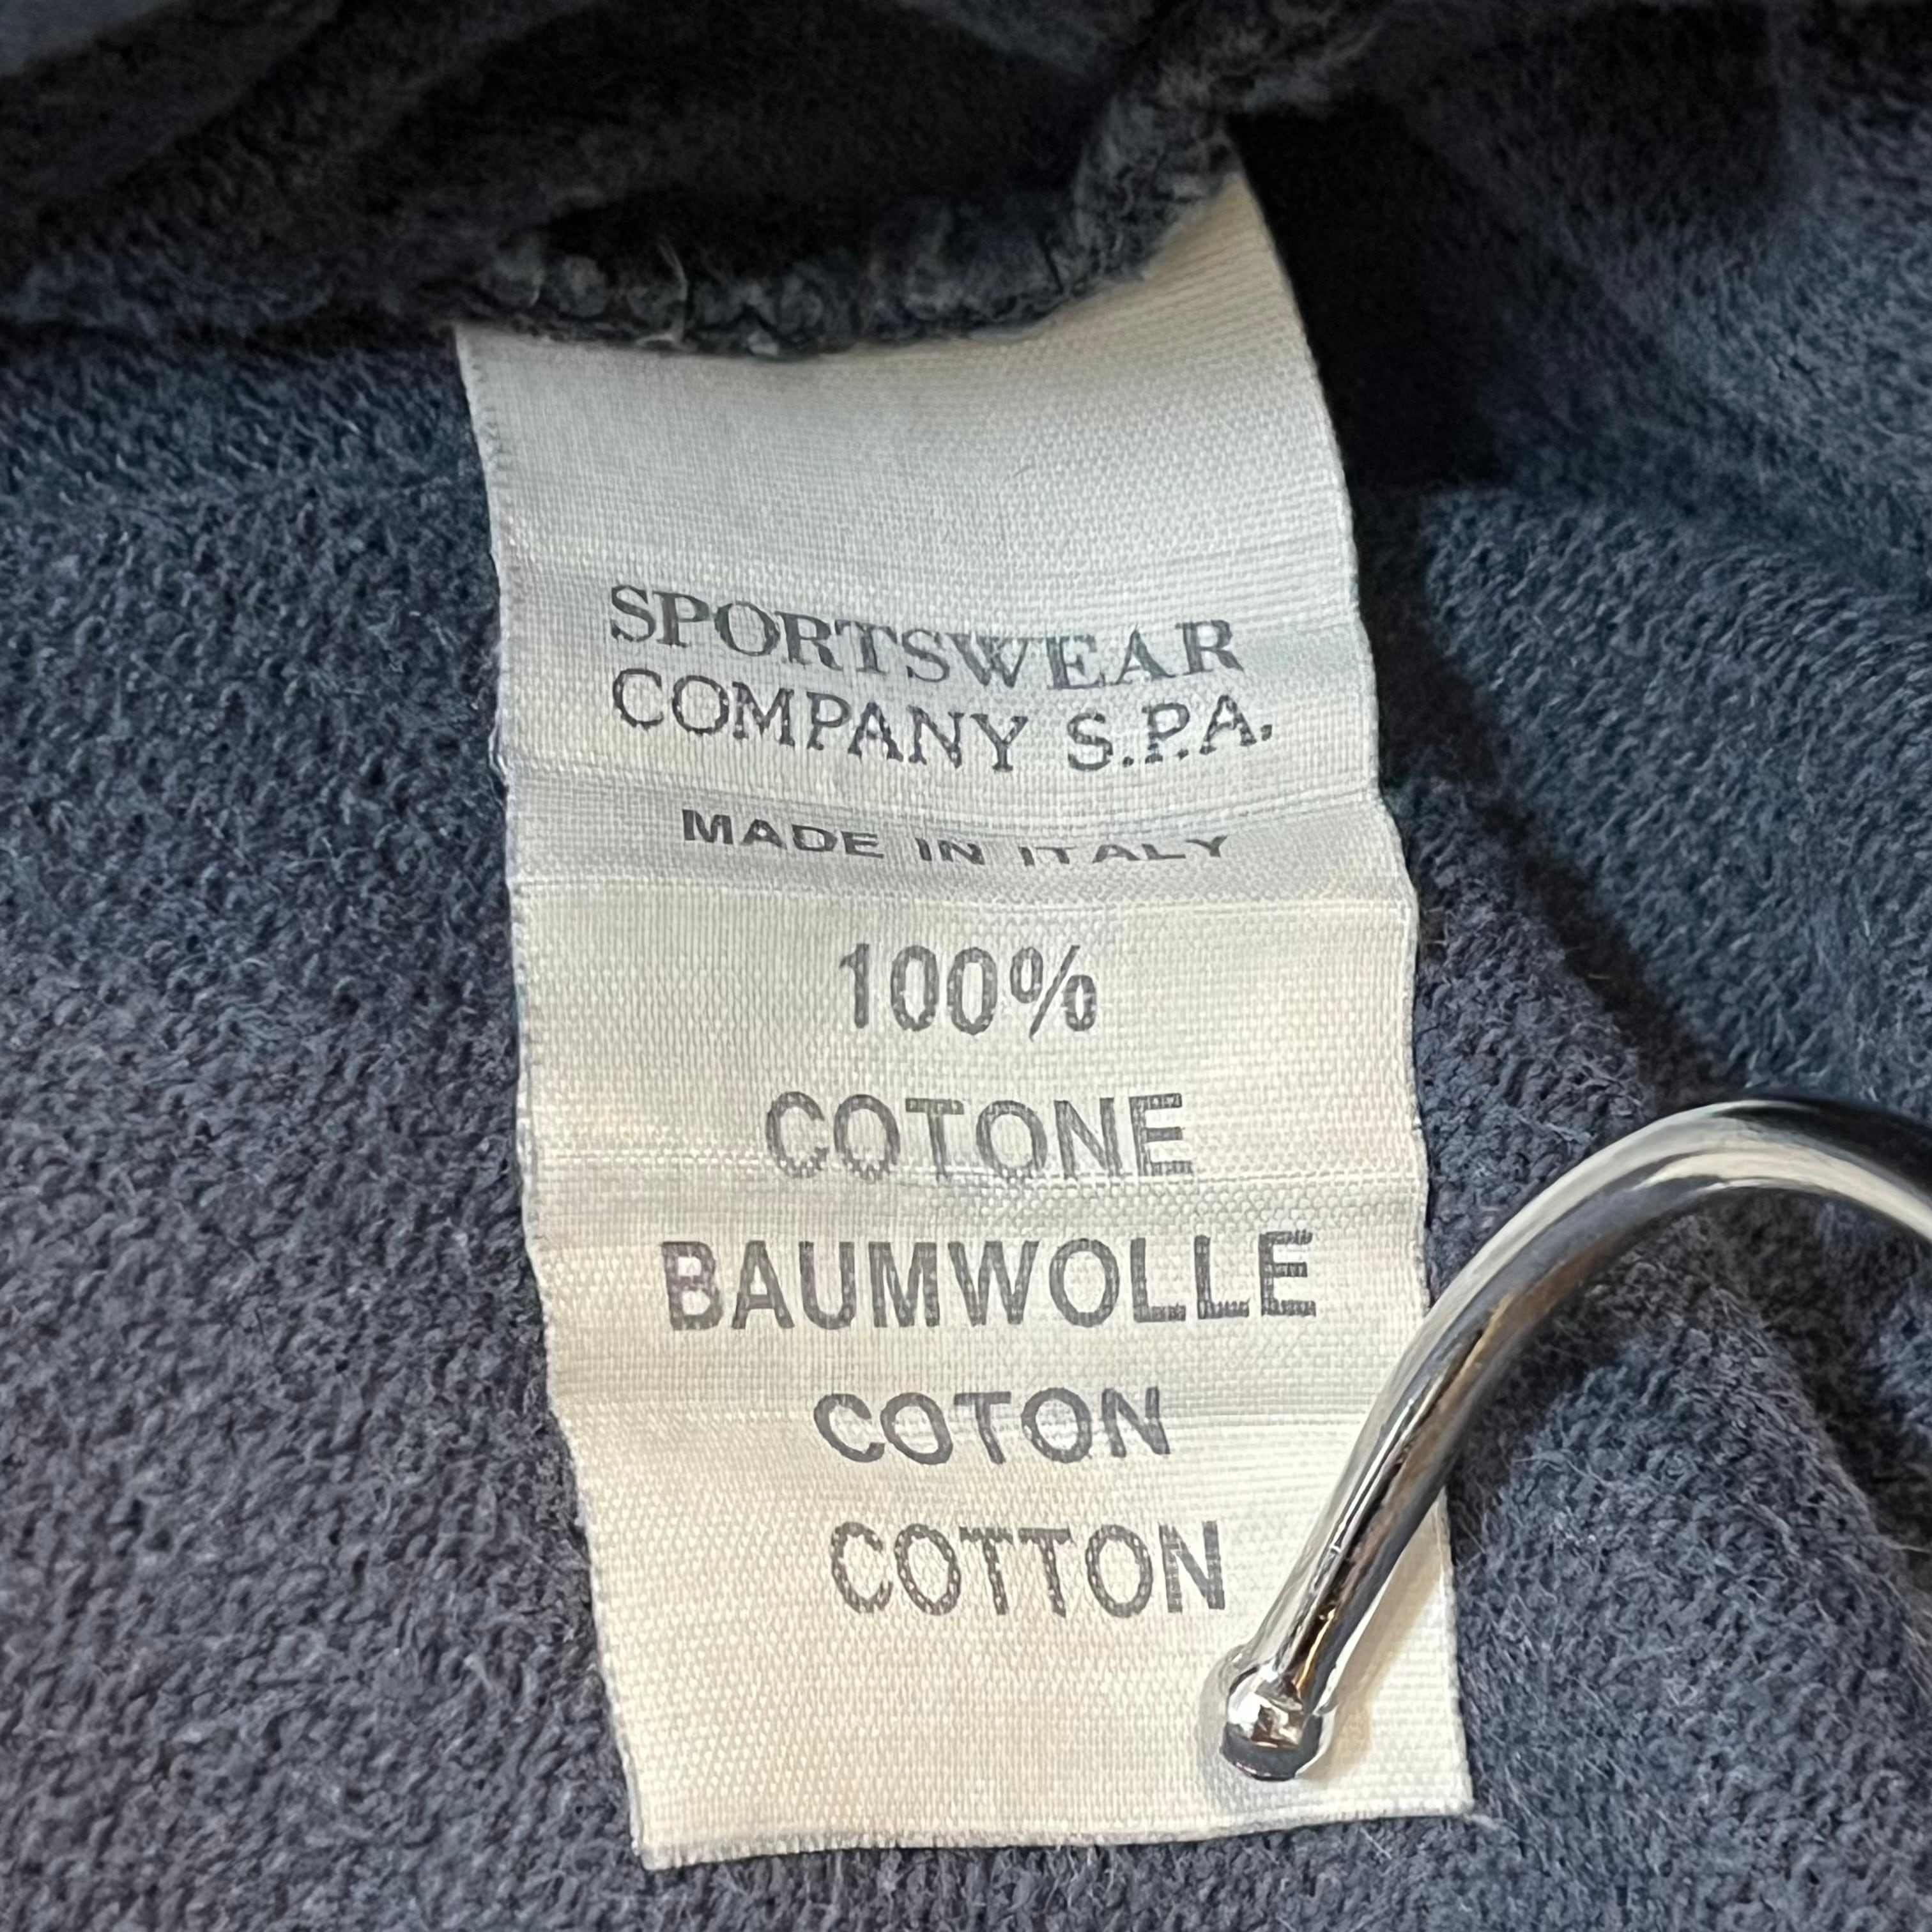 SPORTSWEAR
COMPANY S.P.A.
MADE IN ITALY
100%
COTONE
BAUMWOLLE
COTON
COTTON